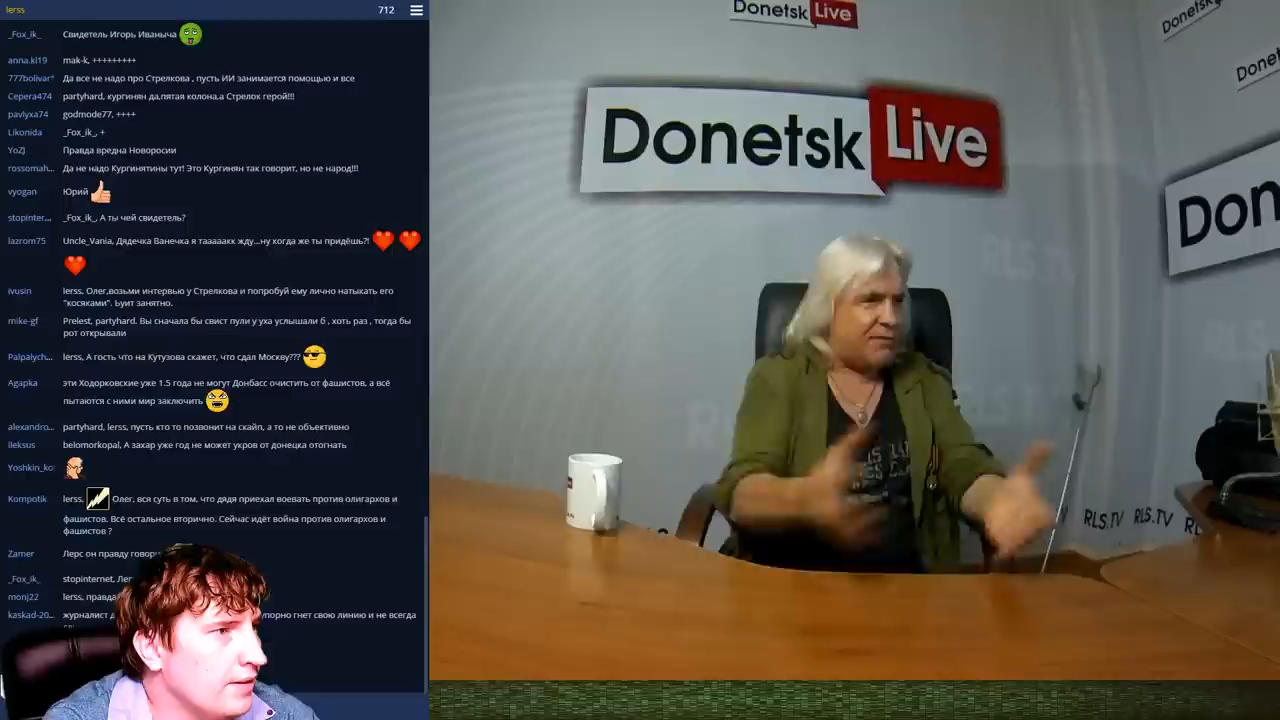 lerss
712
_Fox_ik_ Свидетель Игорь Иваныча
anna.kl19 mak-k, +++++++++
777bolivar* Да все не надо про Стрелкова , пусть ИИ занимается помощью и все
Cepera474 partyhard, кургинян да,пятая колона,а Стрелок герой!!!
pavlyxa74 godmode77, ++++
Likonida _Fox_ik_, +
YoZJ Правда вредна Новоросии
rossomah... Да не надо Кургинятины тут! Это Кургинян так говорит, но не народ!!!
vyogan Юрий
stopinter... _Fox_ik_, А ты чей свидетель?
lazrom75 Uncle_Vania, Дядечка Ванечка я тааааакк жду...ну когда же ты придёшь?!
ivusin lerss, Олег,возьми интервью у Стрелкова и попробуй ему лично натыкать его
"косяками". Буит занятно.
mike-gf Prelest, partyhard. Вы сначала бы свист пули у уха услышали б , хоть раз , тогда бы
рот открывали
Palpalych... lerss, А гость что на Кутузова скажет, что сдал Москву???
Agapka эти Ходорковские уже 1.5 года не могут Донбасс очистить от фашистов, а всё
пытаются с ними мир заключить
alexandro... partyhard, lerss, пусть кто то позвонит на скайп, а то не объективно
ileksus belomorkopal, А захар уже год не может укров от донецка отогнать
Yoshkin_ko
Kompotik lerss, Олег, вся суть в том, что дядя приехал воевать против олигархов и
фашистов. Всё остальное вторично. Сейчас идёт война против олигархов и
фашистов ?
Zamer Лерс он правду говор
_Fox_ik_ stopinternet, Лер
monj22 lerss, правда
kaskad-20... журналист порно гнет свою линию и не всегда
Donetsk Live
Donetsk Live
Donetsk
Donet
Don
RLS.TV
RLS.TV RLS.TV RL